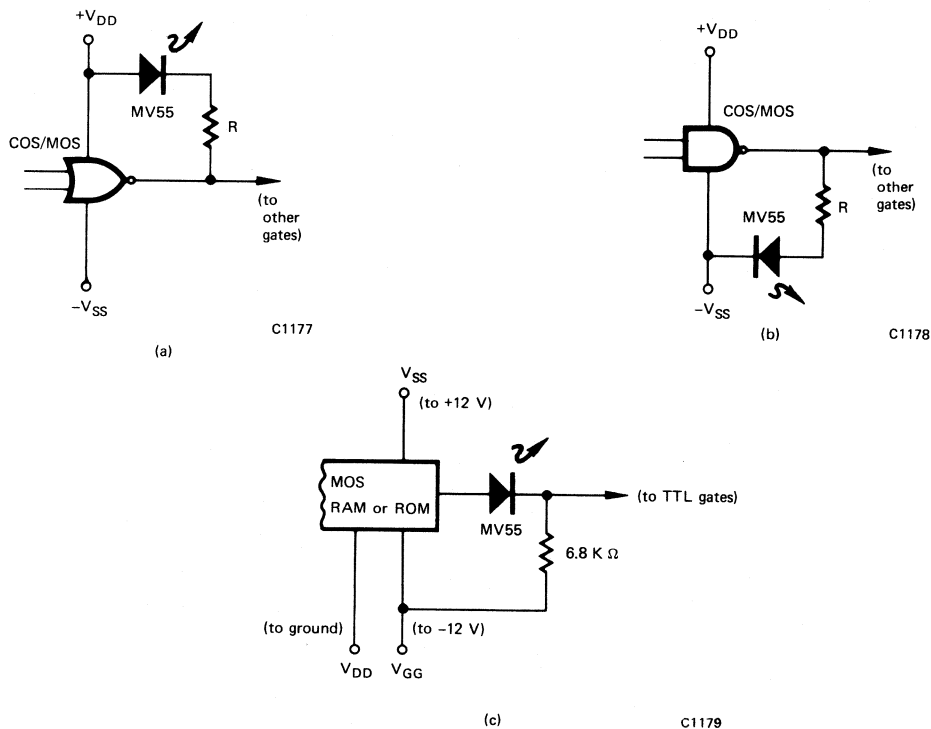 +VDD
MV55
R
COS/MOS
(to
other
gates)
−VSS
C1177
(a)
+VDD
COS/MOS
(to
other
gates)
R
MV55
−VSS
(b)
C1178
VSS
(to +12 V)
MOS
RAM or ROM
MV55
(to TTL gates)
6.8 K Ω
(to ground)
(to −12 V)
VDD
VGG
(c)
C1179